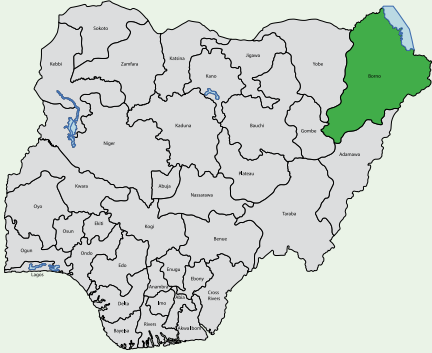 Sokoto
Katsina
Jigawa
Yobe
Borno
Kebbi
Zamfara
Kano
Kaduna
Bauchi
Gombe
Adamawa
Niger
Plateau
Abuja
Nassarawa
Kwara
Taraba
Oyo
Kogi
Benue
Osun
Ekiti
Ogun
Ondo
Edo
Lagos
Enugu
Ebony
Anambra
Cross
Rivers
Delta
Imo
Abia
Bayelsa
Rivers
Akwa Ibom